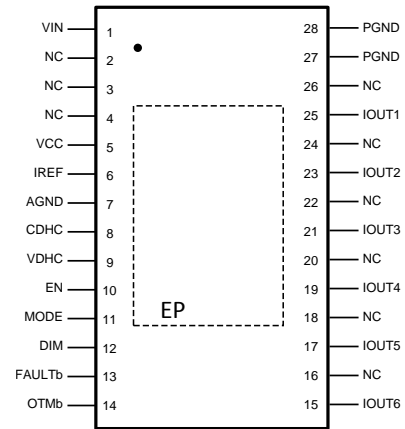 VIN 1 28 PGND
NC 2 27 PGND
NC 3 26 NC
NC 4 25 IOUT1
VCC 5 24 NC
IREF 6 23 IOUT2
AGND 7 22 NC
CDHC 8 21 IOUT3
VDHC 9 20 NC
EN 10 19 IOUT4
MODE 11 EP 18 NC
DIM 12 17 IOUT5
FAULTb 13 16 NC
OTMb 14 15 IOUT6